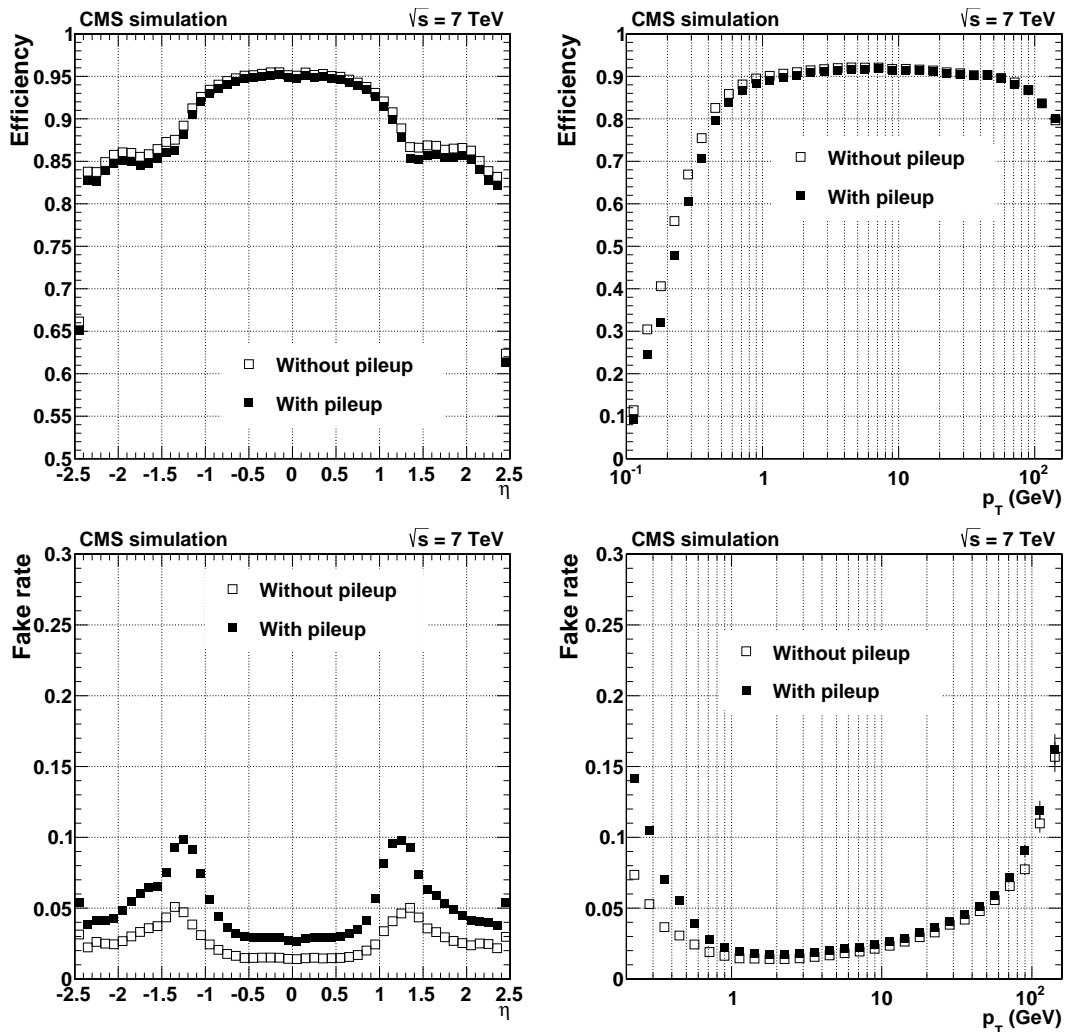 CMS simulation √s = 7 TeV
Efficiency
1
0.95
0.9
0.85
0.8
0.75
0.7
0.65
0.6
0.55
0.5
Without pileup
With pileup
-2.5 -2 -1.5 -1 -0.5 0 0.5 1 1.5 2 2.5
η
CMS simulation √s = 7 TeV
Efficiency
1
0.9
0.8
0.7
0.6
0.5
0.4
0.3
0.2
0.1
0
Without pileup
With pileup
10⁻¹ 1 10 10²
p_T (GeV)
CMS simulation √s = 7 TeV
Fake rate
0.3
0.25
0.2
0.15
0.1
0.05
0
Without pileup
With pileup
-2.5 -2 -1.5 -1 -0.5 0 0.5 1 1.5 2 2.5
η
CMS simulation √s = 7 TeV
Fake rate
0.3
0.25
0.2
0.15
0.1
0.05
0
Without pileup
With pileup
1 10 10²
p_T (GeV)